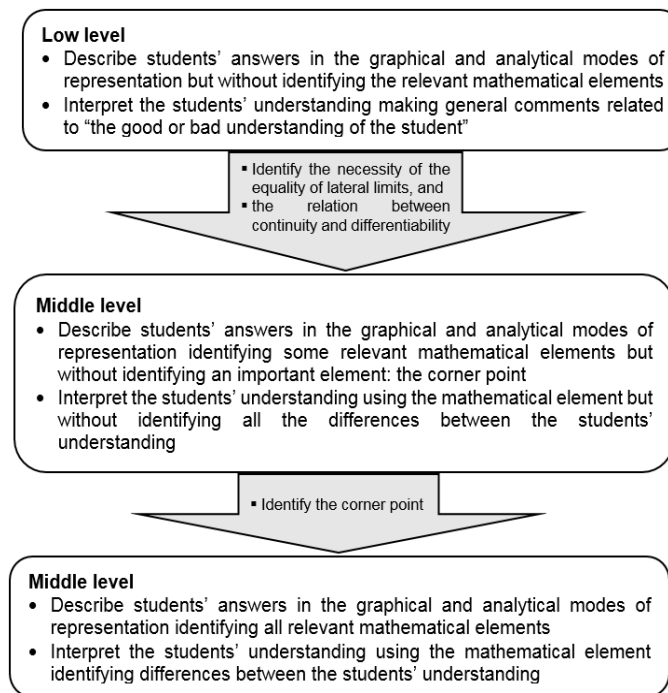 Low level
• Describe students' answers in the graphical and analytical modes of
representation but without identifying the relevant mathematical elements
• Interpret the students' understanding making general comments related
to "the good or bad understanding of the student"
▪ Identify the necessity of the
equality of lateral limits, and
▪ the relation between
continuity and differentiability
Middle level
• Describe students' answers in the graphical and analytical modes of
representation identifying some relevant mathematical elements but
without identifying an important element: the corner point
• Interpret the students' understanding using the mathematical element but
without identifying all the differences between the students'
understanding
▪ Identify the corner point
Middle level
• Describe students' answers in the graphical and analytical modes of
representation identifying all relevant mathematical elements
• Interpret the students' understanding using the mathematical element
identifying differences between the students' understanding